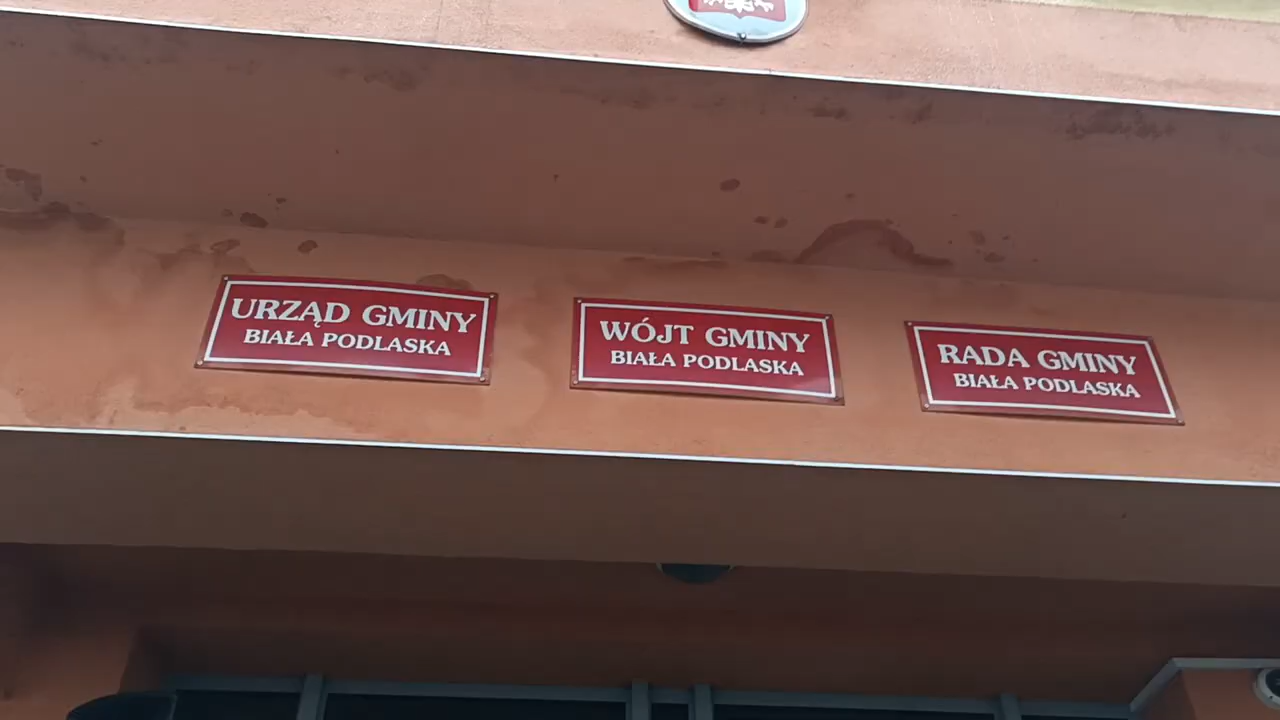 URZĄD GMINY
BIAŁA PODLASKA
WÓJT GMINY
BIAŁA PODLASKA
RADA GMINY
BIAŁA PODLASKA